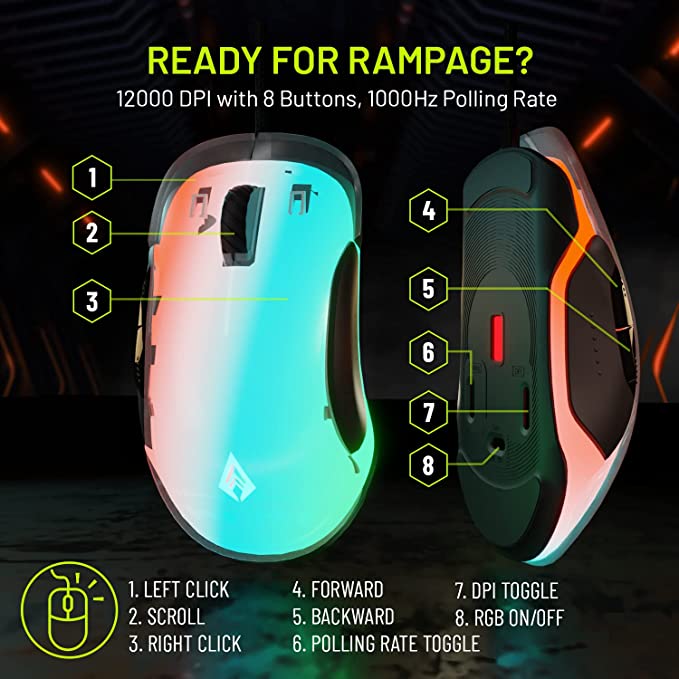 READY FOR RAMPAGE?
12000 DPI with 8 Buttons, 1000Hz Polling Rate
1
2
3
4
5
6
7
8
1. LEFT CLICK
2. SCROLL
3. RIGHT CLICK
4. FORWARD
5. BACKWARD
6. POLLING RATE TOGGLE
7. DPI TOGGLE
8. RGB ON/OFF